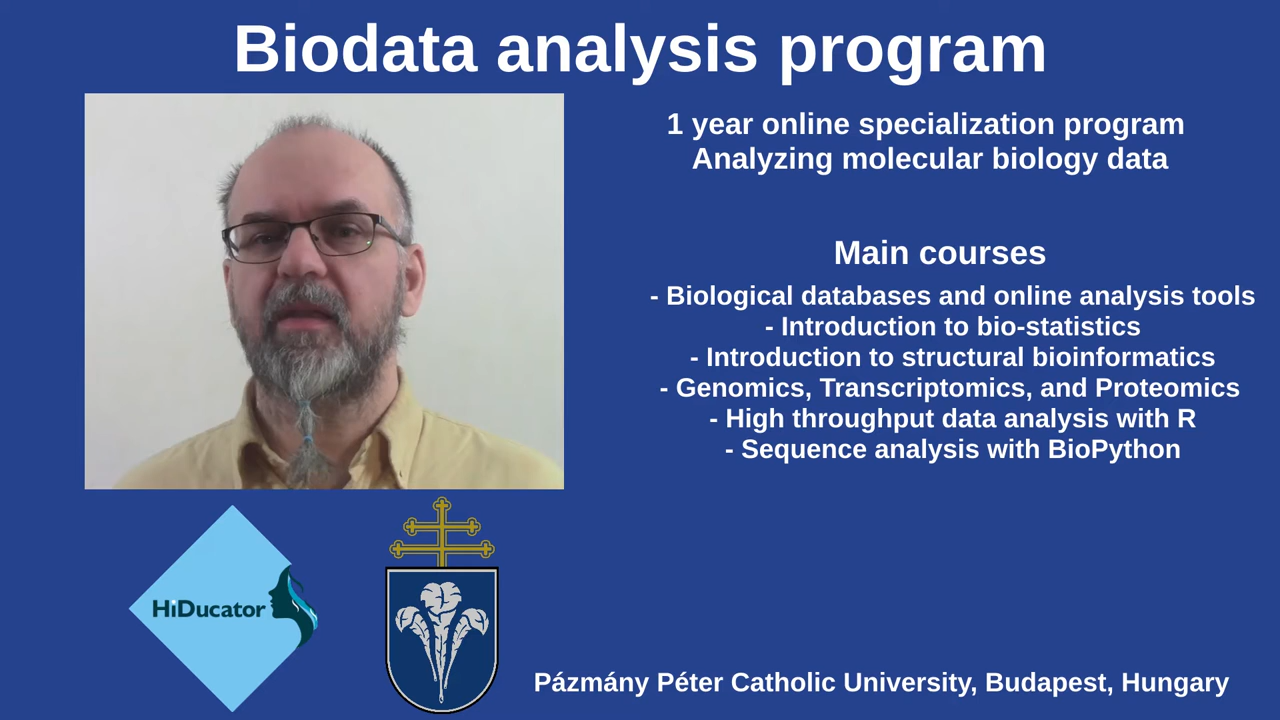 Biodata analysis program
1 year online specialization program
Analyzing molecular biology data
Main courses
- Biological databases and online analysis tools
- Introduction to bio-statistics
- Introduction to structural bioinformatics
- Genomics, Transcriptomics, and Proteomics
- High throughput data analysis with R
- Sequence analysis with BioPython
HiDucator
Pázmány Péter Catholic University, Budapest, Hungary